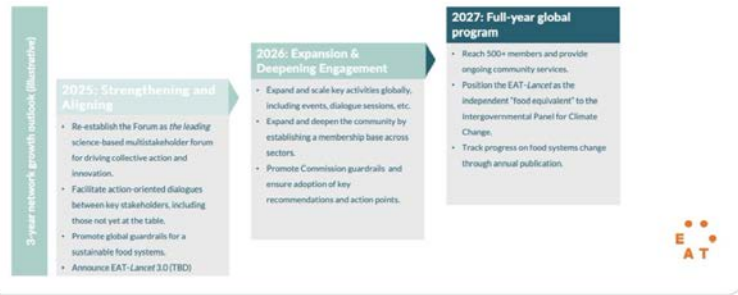 3-year network growth outlook (illustrative)
2025: Strengthening and
Aligning
• Re-establish the Forum as the leading
science-based multistakeholder forum
for driving collective action and
innovation.
• Facilitate action-oriented dialogues
between key stakeholders, including
those not yet at the table.
• Promote global guardrails for a
sustainable food systems.
• Announce EAT-Lancet 3.0 (TBD)
2026: Expansion &
Deepening Engagement
• Expand and scale key activities globally,
including events, dialogue sessions, etc.
• Expand and deepen the community by
establishing a membership base across
sectors.
• Promote Commission guardrails and
ensure adoption of key
recommendations and action points.
2027: Full-year global
program
• Reach 500+ members and provide
ongoing community services.
• Position the EAT-Lancet as the
independent "food equivalent" to the
Intergovernmental Panel for Climate
Change.
• Track progress on food systems change
through annual publication.
E
A T